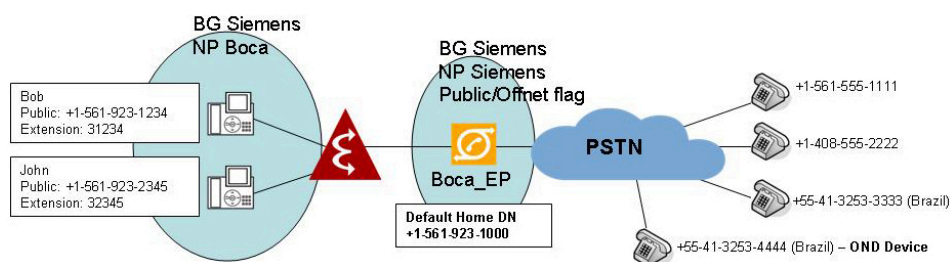 BG Siemens
NP Boca
Bob
Public: +1-561-923-1234
Extension: 31234
John
Public: +1-561-923-2345
Extension: 32345
BG Siemens
NP Siemens
Public/Offnet flag
Boca_EP
Default Home DN
+1-561-923-1000
PSTN
+1-561-555-1111
+1-408-555-2222
+55-41-3253-3333 (Brazil)
+55-41-3253-4444 (Brazil) – OND Device